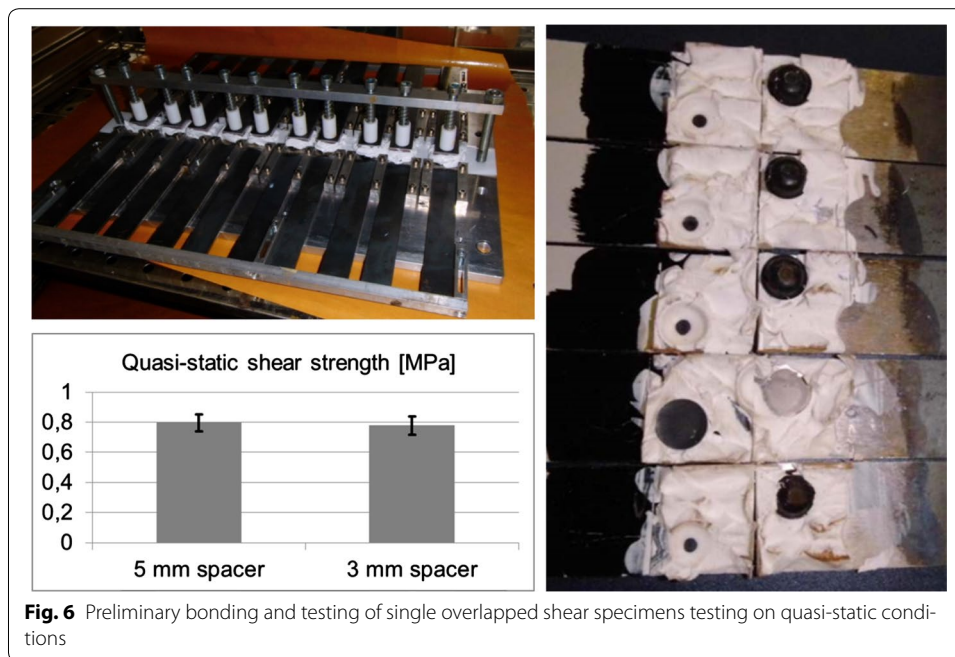 Quasi-static shear strength [MPa]
1
0,8
0,6
0,4
0,2
0
5 mm spacer
3 mm spacer
Fig. 6 Preliminary bonding and testing of single overlapped shear specimens testing on quasi-static condi-
tions